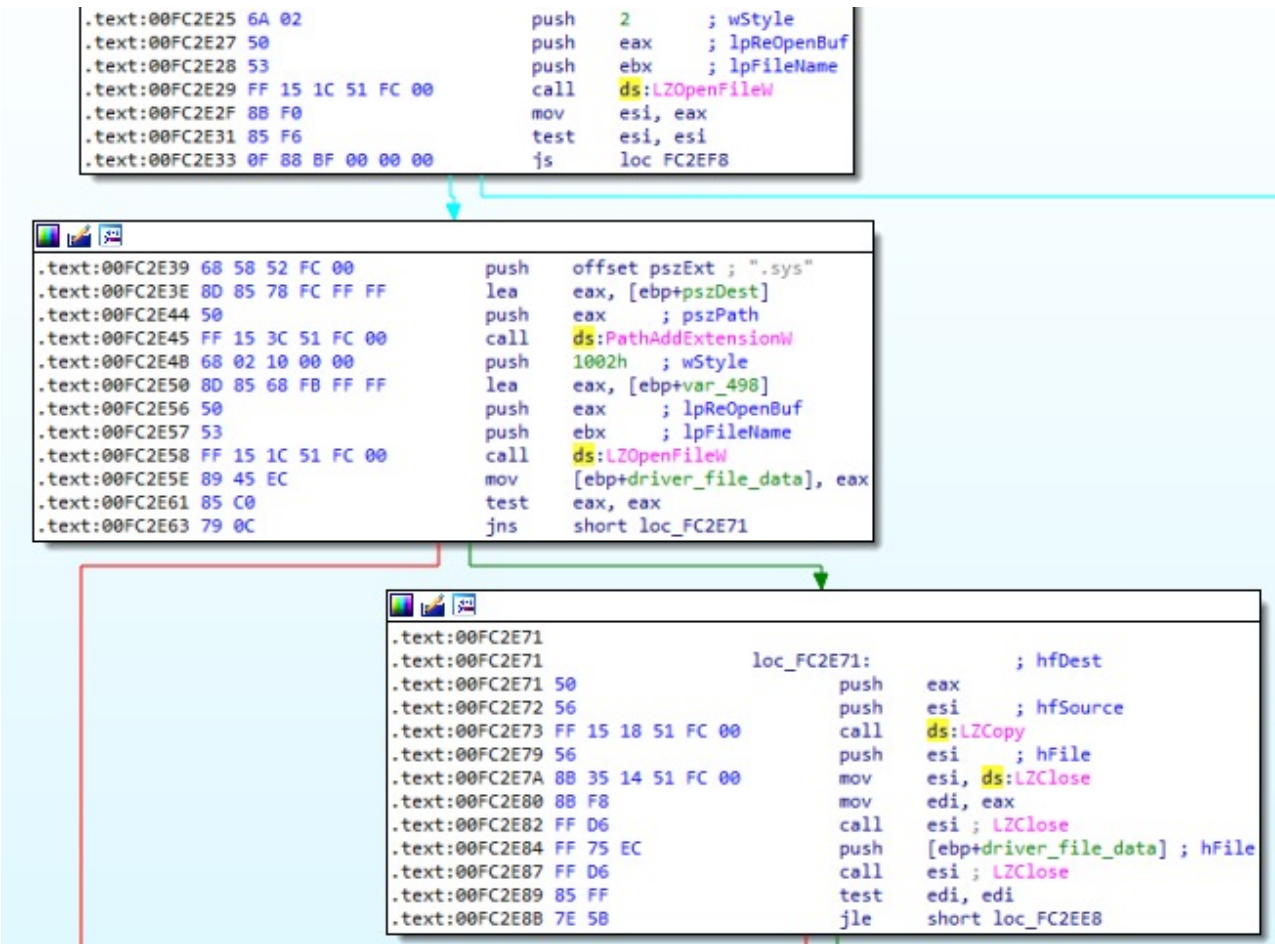 .text:00FC2E25 6A 02 push 2 ; wStyle
.text:00FC2E27 50 push eax ; lpReOpenBuf
.text:00FC2E28 53 push ebx ; lpFileName
.text:00FC2E29 FF 15 1C 51 FC 00 call ds:LZOpenFileW
.text:00FC2E2F 8B F0 mov esi, eax
.text:00FC2E31 85 F6 test esi, esi
.text:00FC2E33 0F 88 BF 00 00 00 js loc FC2EF8
.text:00FC2E39 68 58 52 FC 00 push offset pszExt ; ".sys"
.text:00FC2E3E 8D 85 78 FC FF FF lea eax, [ebp+pszDest]
.text:00FC2E44 50 push eax ; pszPath
.text:00FC2E45 FF 15 3C 51 FC 00 call ds:PathAddExtensionW
.text:00FC2E4B 68 02 10 00 00 push 1002h ; wStyle
.text:00FC2E50 8D 85 68 FB FF FF lea eax, [ebp+var_498]
.text:00FC2E56 50 push eax ; lpReOpenBuf
.text:00FC2E57 53 push ebx ; lpFileName
.text:00FC2E58 FF 15 1C 51 FC 00 call ds:LZOpenFileW
.text:00FC2E5E 89 45 EC mov [ebp+driver_file_data], eax
.text:00FC2E61 85 C0 test eax, eax
.text:00FC2E63 79 0C jns short loc_FC2E71
.text:00FC2E71
.text:00FC2E71 loc_FC2E71: ; hfDest
.text:00FC2E71 50 push eax
.text:00FC2E72 56 push esi ; hfSource
.text:00FC2E73 FF 15 18 51 FC 00 call ds:LZCopy
.text:00FC2E79 56 push esi ; hFile
.text:00FC2E7A 8B 35 14 51 FC 00 mov esi, ds:LZClose
.text:00FC2E80 8B F8 mov edi, eax
.text:00FC2E82 FF D6 call esi ; LZClose
.text:00FC2E84 FF 75 EC push [ebp+driver_file_data] ; hFile
.text:00FC2E87 FF D6 call esi ; LZClose
.text:00FC2E89 85 FF test edi, edi
.text:00FC2E8B 7E 5B jle short loc_FC2EE8